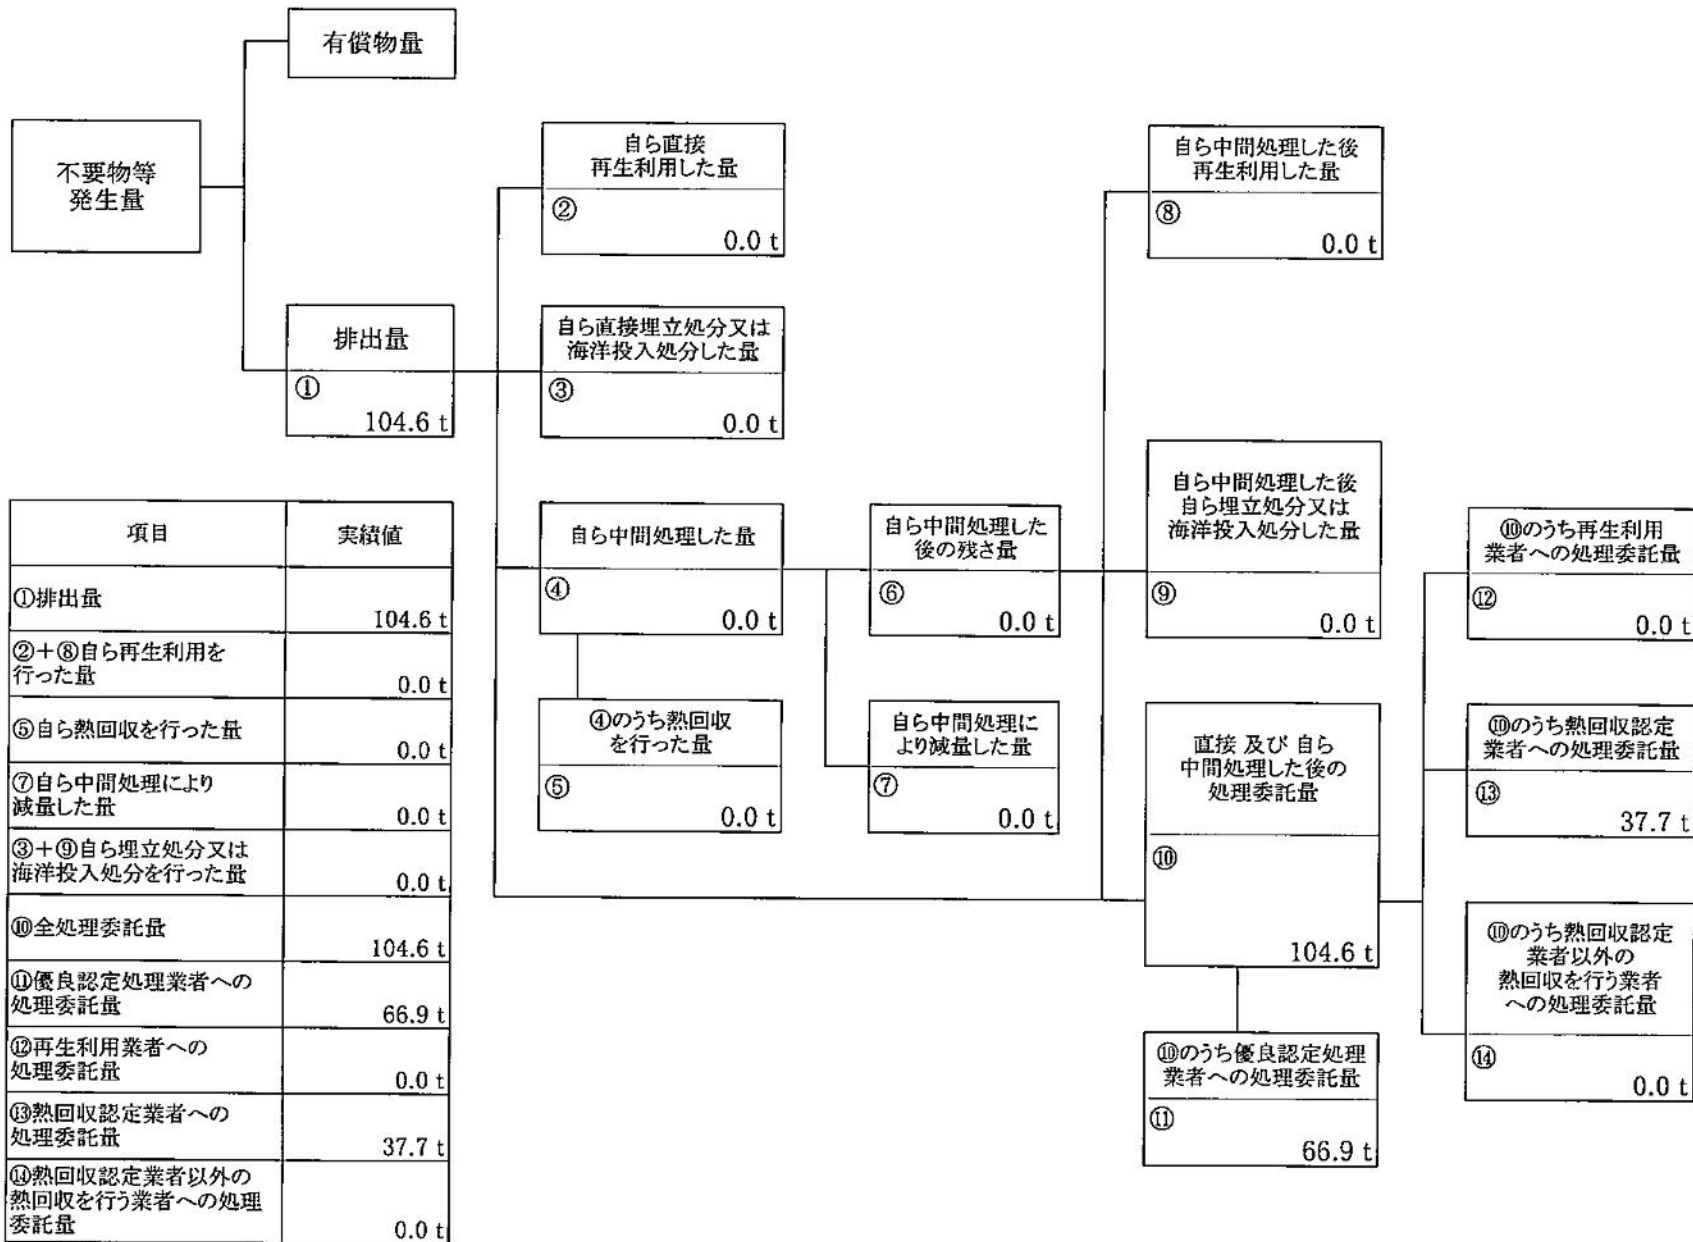 有償物量
不要物等
発生量
排出量
①
104.6 t
自ら直接
再生利用した量
②
0.0 t
自ら直接埋立処分又は
海洋投入処分した量
③
0.0 t
自ら中間処理した量
④
0.0 t
④のうち熱回収
を行った量
⑤
0.0 t
自ら中間処理した
後の残さ量
⑥
0.0 t
自ら中間処理に
より減量した量
⑦
0.0 t
自ら中間処理した後
再生利用した量
⑧
0.0 t
自ら中間処理した後
自ら埋立処分又は
海洋投入処分した量
⑨
0.0 t
直接 及び 自ら
中間処理した後の
処理委託量
⑩
104.6 t
⑩のうち優良認定処理
業者への処理委託量
⑪
66.9 t
⑩のうち再生利用
業者への処理委託量
⑫
0.0 t
⑩のうち熱回収認定
業者への処理委託量
⑬
37.7 t
⑩のうち熱回収認定
業者以外の
熱回収を行う業者
への処理委託量
⑭
0.0 t
項目 実績値
①排出量
104.6 t
②+⑧自ら再生利用を
行った量
0.0 t
⑤自ら熱回収を行った量
0.0 t
⑦自ら中間処理により
減量した量
0.0 t
③+⑨自ら埋立処分又は
海洋投入処分を行った量
0.0 t
⑩全処理委託量
104.6 t
⑪優良認定処理業者への
処理委託量
66.9 t
⑫再生利用業者への
処理委託量
0.0 t
⑬熱回収認定業者への
処理委託量
37.7 t
⑭熱回収認定業者以外の
熱回収を行う業者への処理
委託量
0.0 t